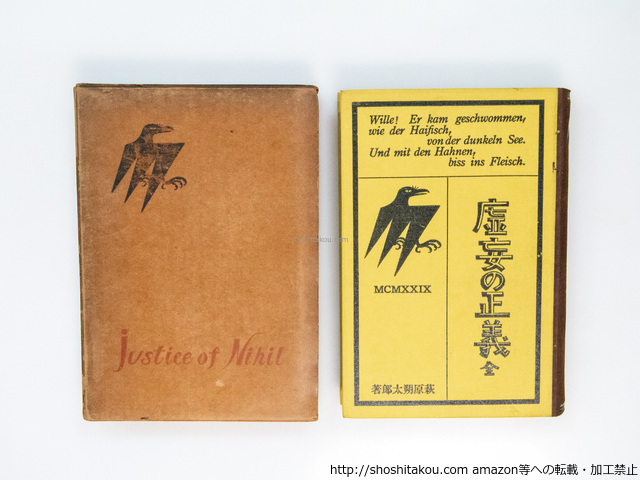 Justice of Nihil
Wille! Er kam geschwommen,
wie der Haifisch,
von der dunkeln See.
Und mit den Hahnen,
biss ins Fleisch.
MCMXXIX
虚妄の正義
全
著郎太朔原萩
shoshitakou.com
http://shoshitakou.com amazon等への転載・加工禁止